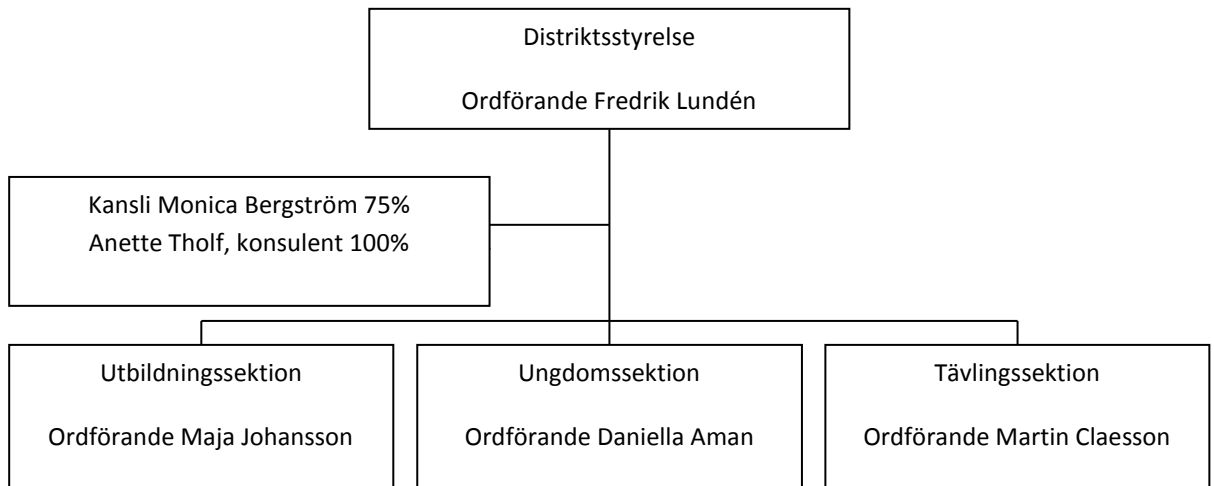 Distriktsstyrelse
Ordförande Fredrik Lundén
Kansli Monica Bergström 75%
Anette Tholf, konsulent 100%
Utbildningssektion
Ordförande Maja Johansson
Ungdomssektion
Ordförande Daniella Aman
Tävlingssektion
Ordförande Martin Claesson